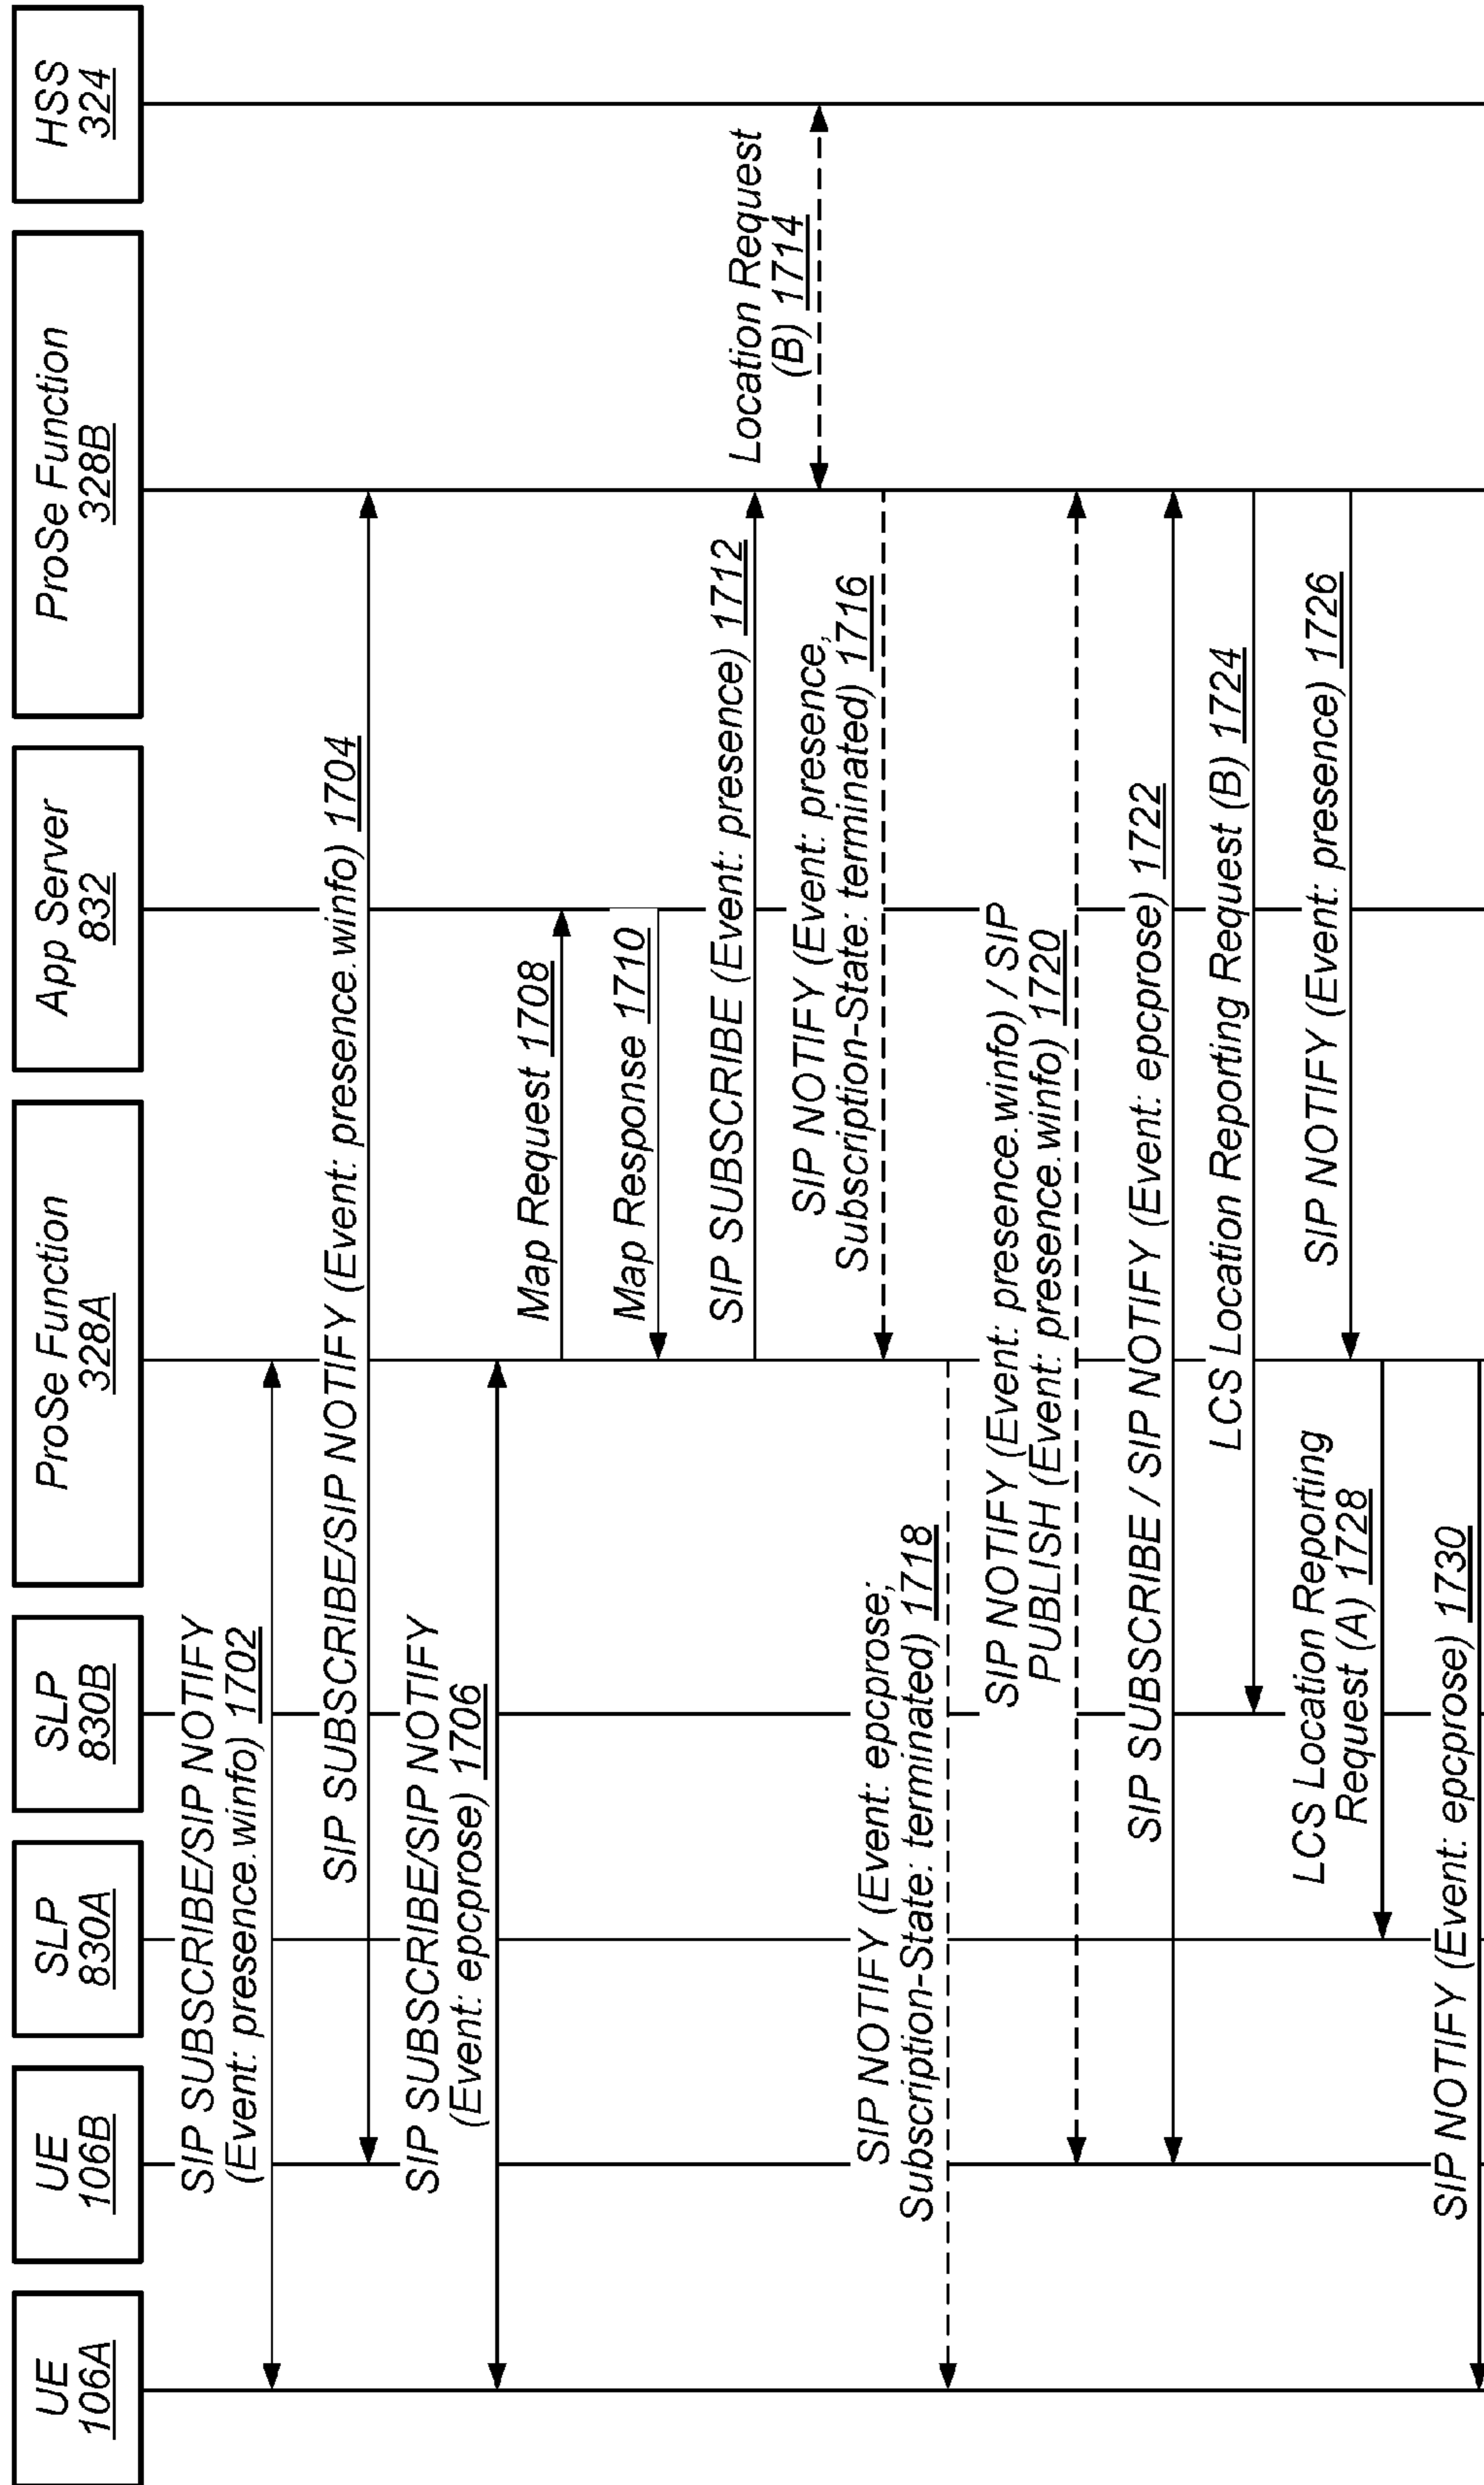 UE
106A
UE
106B
SLP
830A
SLP
830B
ProSe Function
328A
App Server
832
ProSe Function
328B
HSS
324
SIP SUBSCRIBE/SIP NOTIFY
(Event: presence.winfo) 1702
SIP SUBSCRIBE/SIP NOTIFY (Event: presence.winfo) 1704
SIP SUBSCRIBE/SIP NOTIFY
(Event: epcprose) 1706
Map Request 1708
Map Response 1710
SIP SUBSCRIBE (Event: presence) 1712
Location Request
(B) 1714
SIP NOTIFY (Event: presence,
Subscription-State: terminated) 1716
SIP NOTIFY (Event: epcprose;
Subscription-State: terminated) 1718
SIP NOTIFY (Event: presence.winfo) / SIP
PUBLISH (Event: presence.winfo) 1720
SIP SUBSCRIBE / SIP NOTIFY (Event: epcprose) 1722
LCS Location Reporting Request (B) 1724
SIP NOTIFY (Event: presence) 1726
LCS Location Reporting
Request (A) 1728
SIP NOTIFY (Event: epcprose) 1730